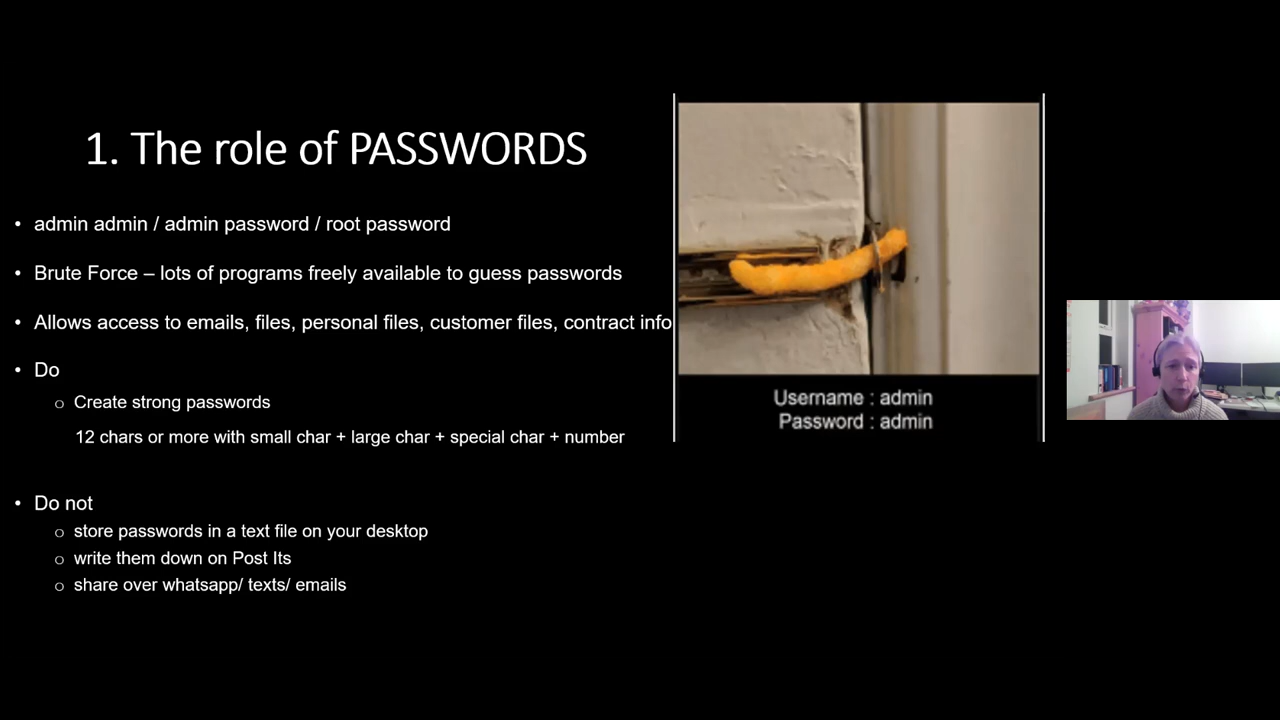 1. The role of PASSWORDS
• admin admin / admin password / root password
• Brute Force – lots of programs freely available to guess passwords
• Allows access to emails, files, personal files, customer files, contract info
• Do
o Create strong passwords
12 chars or more with small char + large char + special char + number
• Do not
o store passwords in a text file on your desktop
o write them down on Post Its
o share over whatsapp/ texts/ emails
Username : admin
Password : admin